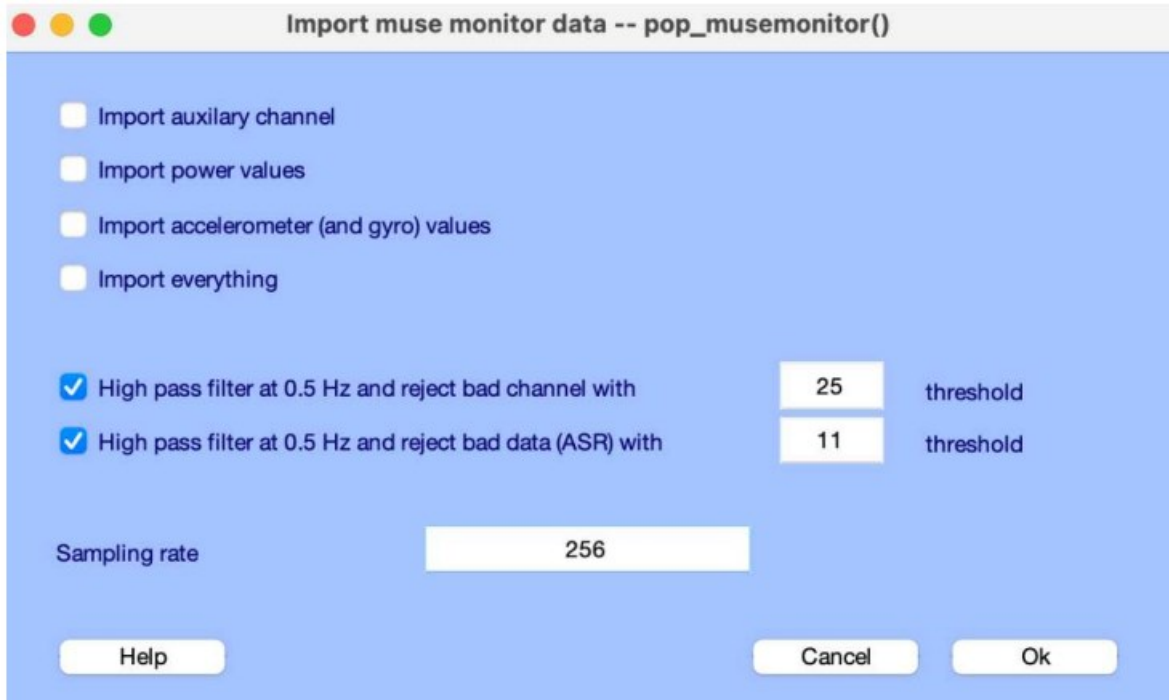 Import muse monitor data -- pop_musemonitor()
Import auxilary channel
Import power values
Import accelerometer (and gyro) values
Import everything
High pass filter at 0.5 Hz and reject bad channel with 25 threshold
High pass filter at 0.5 Hz and reject bad data (ASR) with 11 threshold
Sampling rate 256
Help Cancel Ok